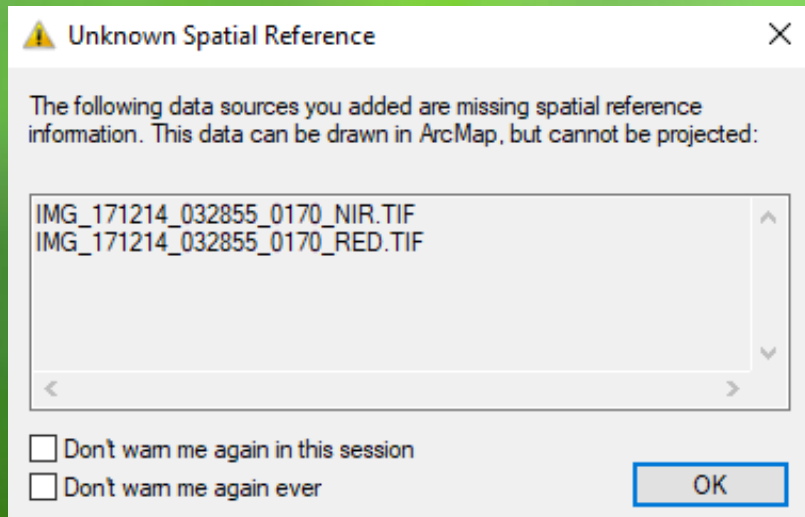 Unknown Spatial Reference
The following data sources you added are missing spatial reference
information. This data can be drawn in ArcMap, but cannot be projected:
IMG_171214_032855_0170_NIR.TIF
IMG_171214_032855_0170_RED.TIF
Don't warn me again in this session
Don't warn me again ever
OK